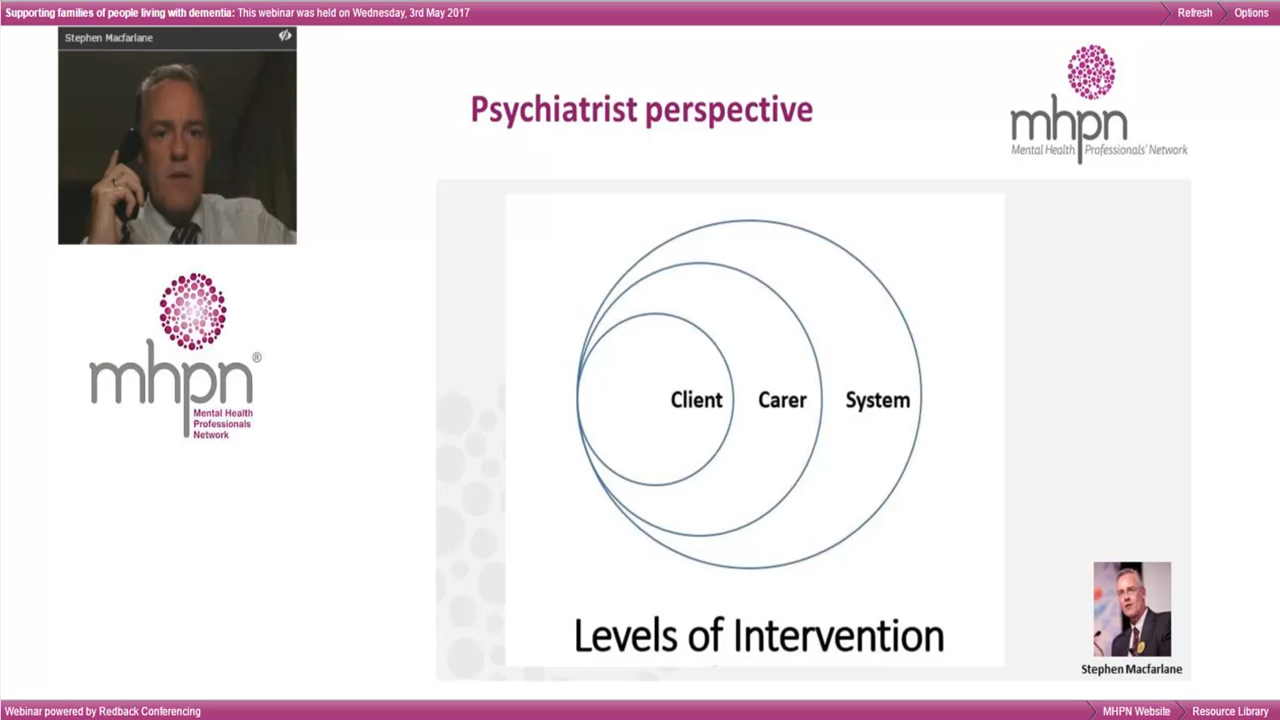 Supporting families of people living with dementia: This webinar was held on Wednesday, 3rd May 2017
Refresh
Options
Stephen Macfarlane
Psychiatrist perspective
mhpn
Mental Health Professionals' Network
mhpn®
Mental Health
Professionals
Network
Client
Carer
System
Levels of Intervention
Stephen Macfarlane
Webinar powered by Redback Conferencing
MHPN Website
Resource Library